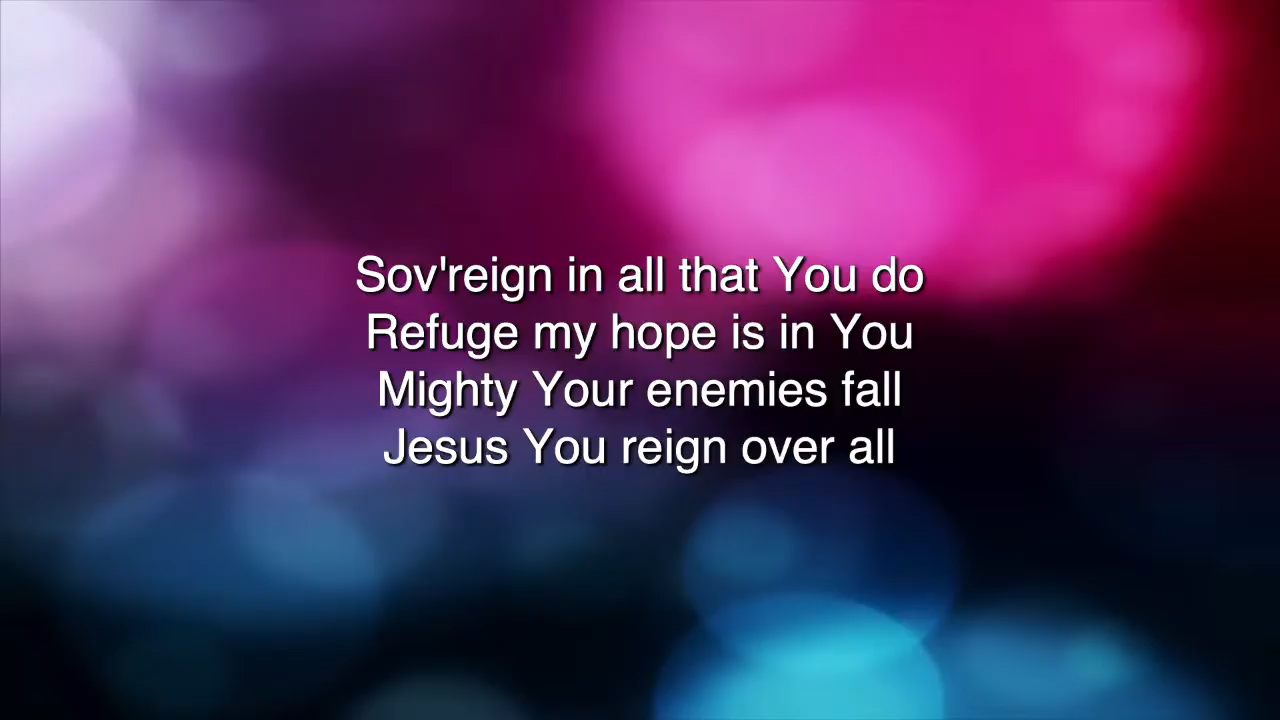 Sov'reign in all that You do
Refuge my hope is in You
Mighty Your enemies fall
Jesus You reign over all